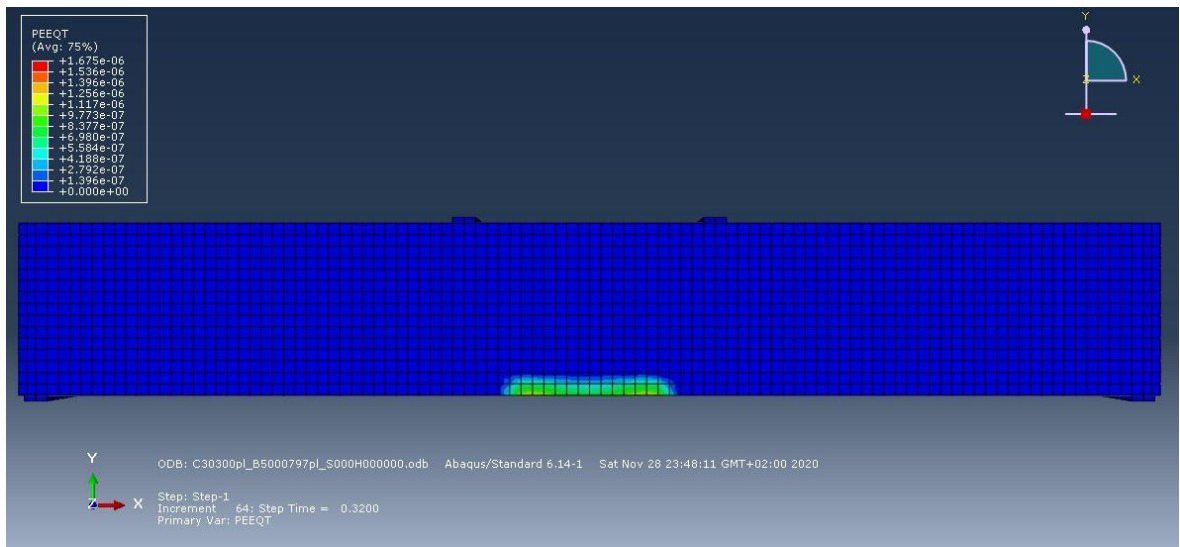 PEEQT
(Avg: 75%)
+1.675e-06
+1.536e-06
+1.396e-06
+1.256e-06
+1.117e-06
+9.773e-07
+8.377e-07
+6.980e-07
+5.584e-07
+4.188e-07
+2.792e-07
+1.396e-07
+0.000e+00
Y
Z X
Y
Z X
ODB: C30300pl_B5000797pl_S000H000000.odb Abaqus/Standard 6.14-1 Sat Nov 28 23:48:11 GMT+02:00 2020
Step: Step-1
Increment 64: Step Time = 0.3200
Primary Var: PEEQT